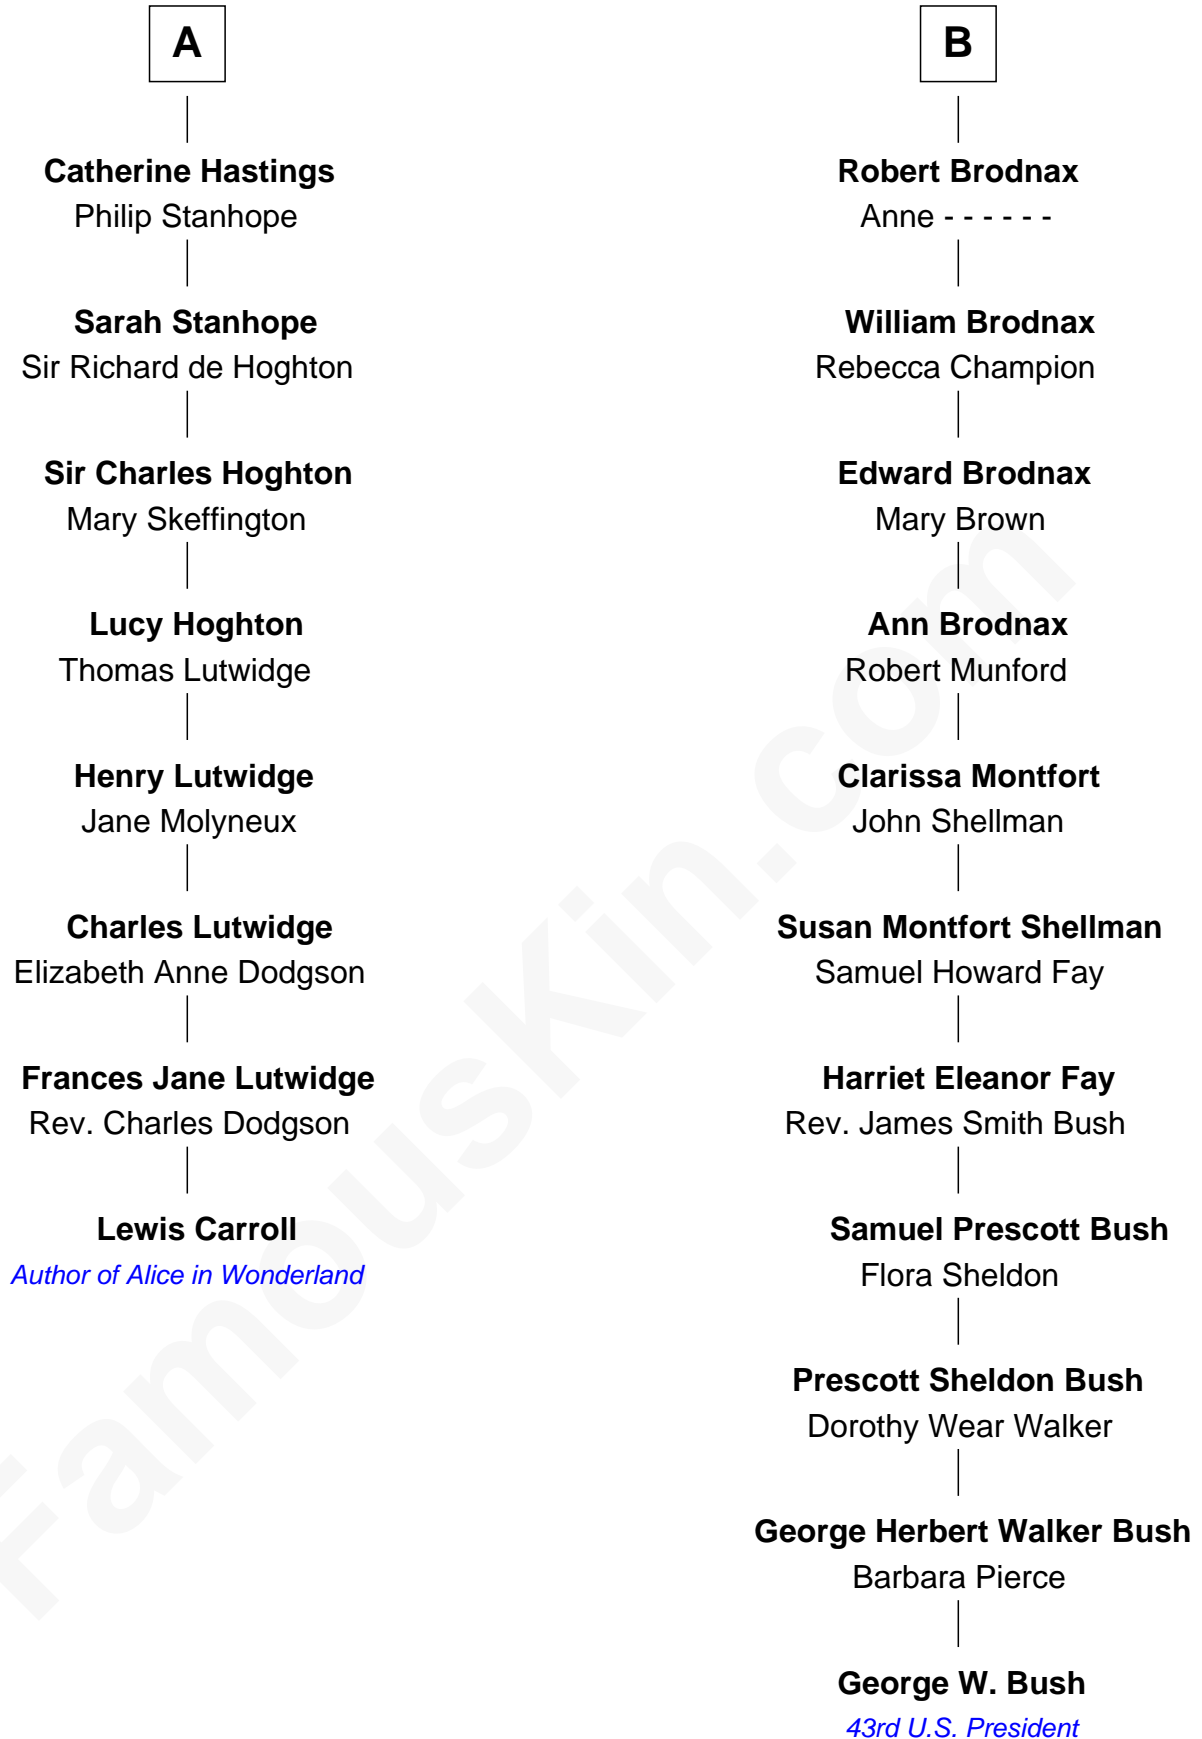 A
Catherine Hastings
Philip Stanhope
Sarah Stanhope
Sir Richard de Hoghton
Sir Charles Hoghton
Mary Skeffington
Lucy Hoghton
Thomas Lutwidge
Henry Lutwidge
Jane Molyneux
Charles Lutwidge
Elizabeth Anne Dodgson
Frances Jane Lutwidge
Rev. Charles Dodgson
Lewis Carroll
Author of Alice in Wonderland
B
Robert Brodnax
Anne - - - - - -
William Brodnax
Rebecca Champion
Edward Brodnax
Mary Brown
Ann Brodnax
Robert Munford
Clarissa Montfort
John Shellman
Susan Montfort Shellman
Samuel Howard Fay
Harriet Eleanor Fay
Rev. James Smith Bush
Samuel Prescott Bush
Flora Sheldon
Prescott Sheldon Bush
Dorothy Wear Walker
George Herbert Walker Bush
Barbara Pierce
George W. Bush
43rd U.S. President
FamousKin.com